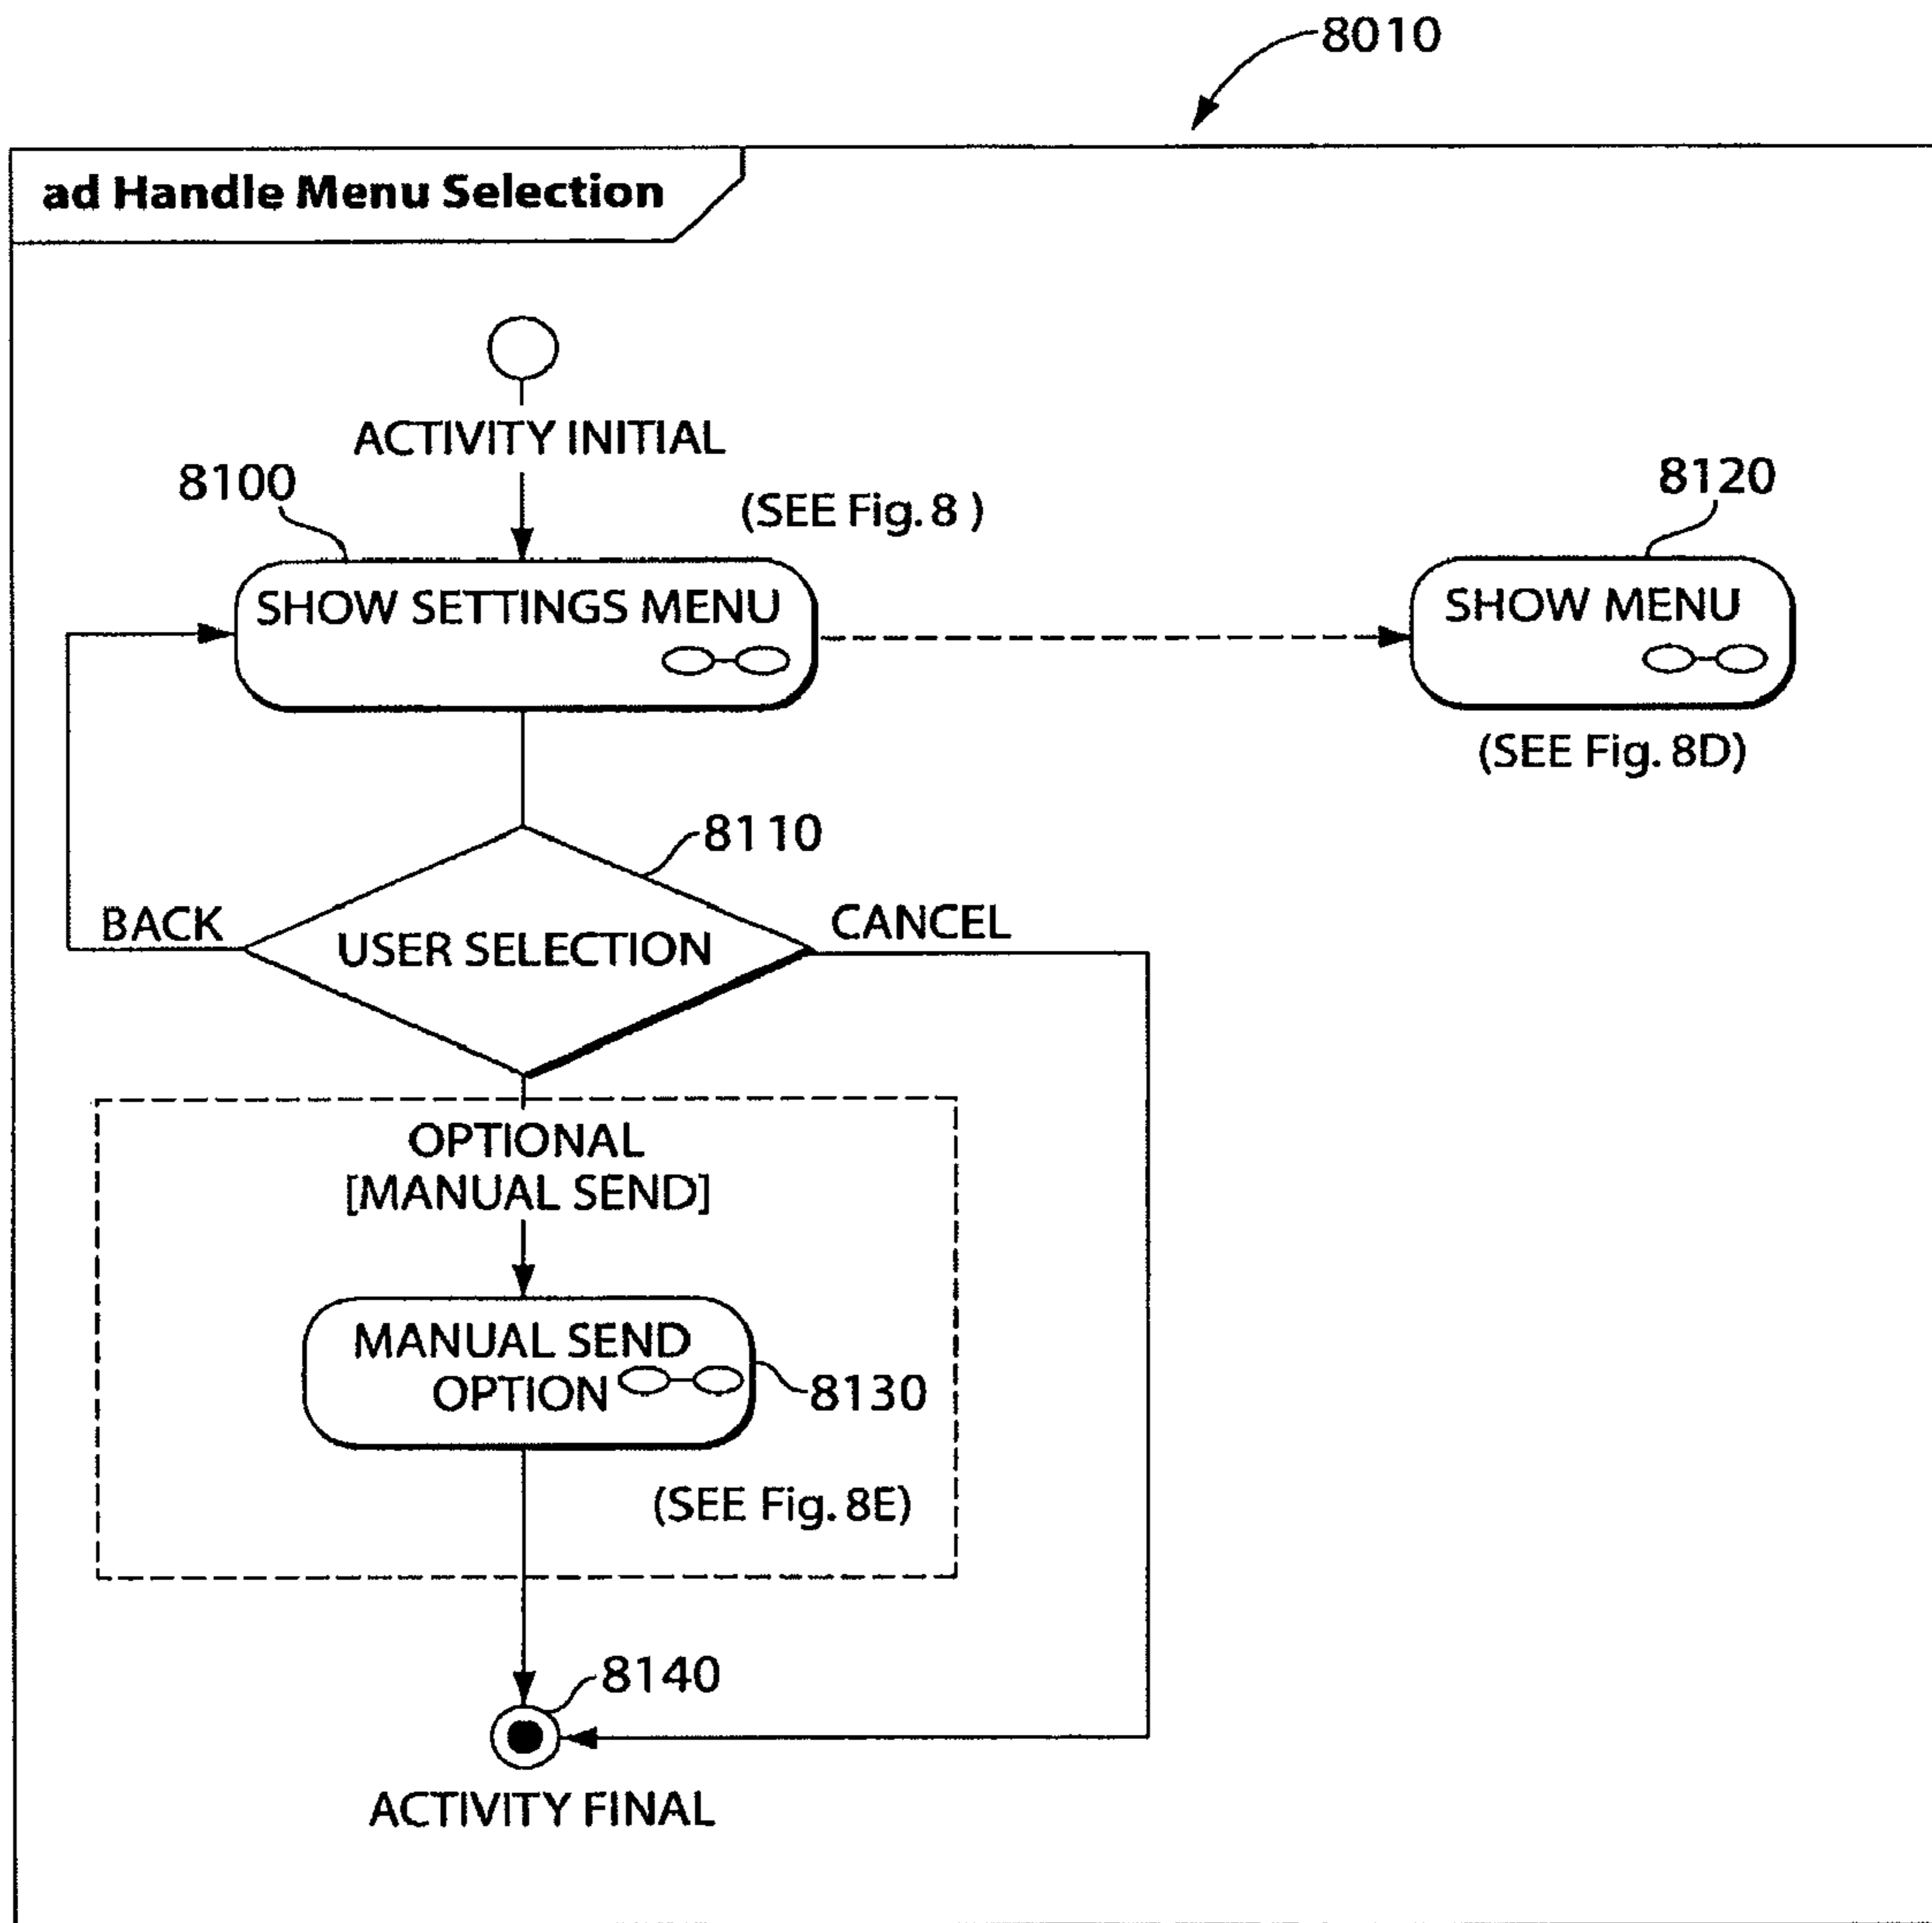 8010
ad Handle Menu Selection
ACTIVITY INITIAL
8100
(SEE Fig. 8 )
8120
SHOW SETTINGS MENU
SHOW MENU
(SEE Fig. 8D)
8110
BACK
USER SELECTION
CANCEL
OPTIONAL
[MANUAL SEND]
MANUAL SEND
OPTION
8130
(SEE Fig. 8E)
8140
ACTIVITY FINAL